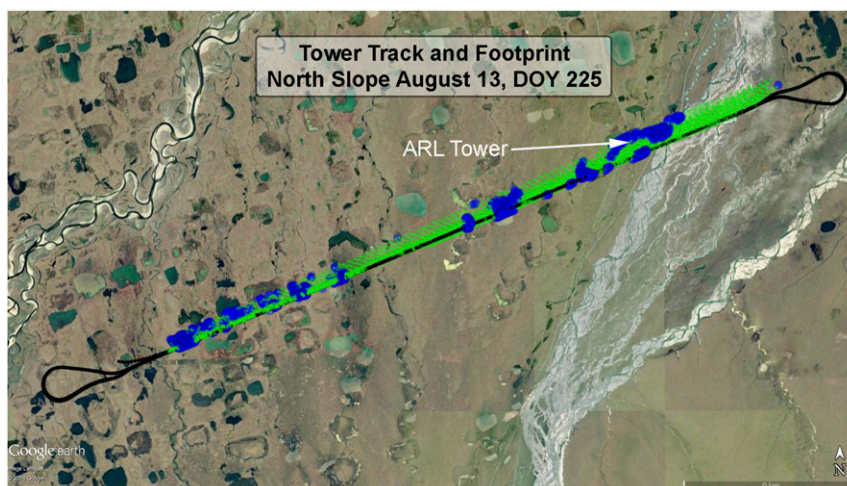 Tower Track and Footprint
North Slope August 13, DOY 225
ARL Tower
Google earth
N